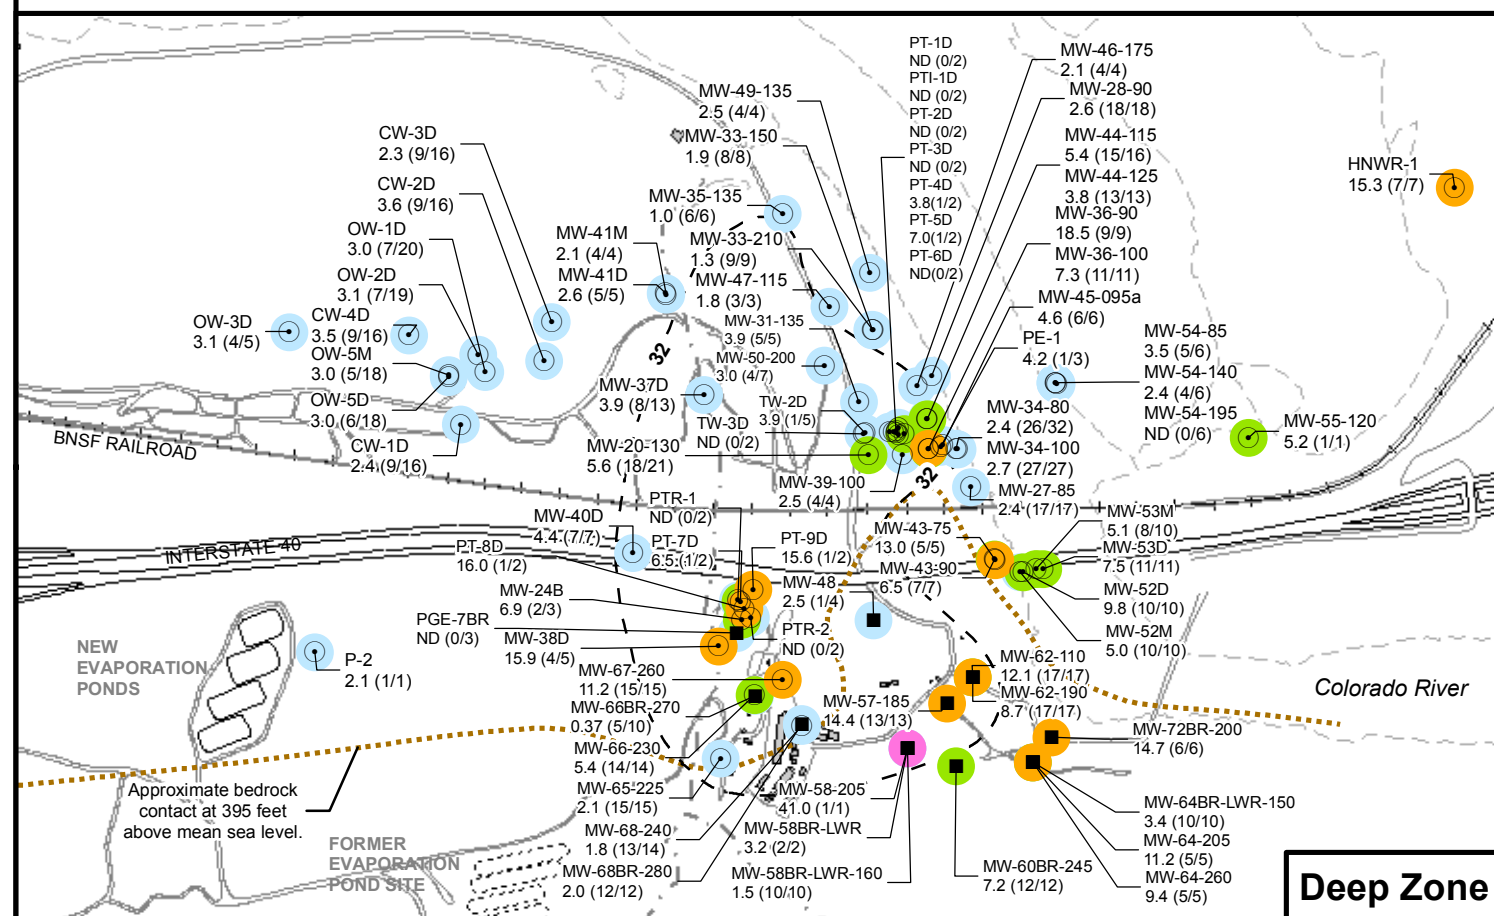 PT-1D
ND (0/2)
PTI-1D
ND (0/2)
PT-2D
ND (0/2)
PT-3D
ND (0/2)
PT-4D
3.8(1/2)
PT-5D
7.0(1/2)
PT-6D
ND(0/2)
MW-46-175
2.1 (4/4)
MW-28-90
2.6 (18/18)
MW-44-115
5.4 (15/16)
MW-44-125
3.8 (13/13)
MW-36-90
18.5 (9/9)
MW-36-100
7.3 (11/11)
MW-45-095a
4.6 (6/6)
PE-1
4.2 (1/3)
HNWR-1
15.3 (7/7)
MW-49-135
2.5 (4/4)
MW-33-150
1.9 (8/8)
MW-35-135
1.0 (6/6)
MW-33-210
1.3 (9/9)
MW-47-115
1.8 (3/3)
MW-31-135
3.9 (5/5)
MW-50-200
3.0 (4/7)
TW-2D
3.9 (1/5)
TW-3D
ND (0/2)
MW-20-130
5.6 (18/21)
MW-39-100
2.5 (4/4)
CW-3D
2.3 (9/16)
CW-2D
3.6 (9/16)
OW-1D
3.0 (7/20)
OW-2D
3.1 (7/19)
OW-3D
3.1 (4/5)
CW-4D
3.5 (9/16)
OW-5M
3.0 (5/18)
OW-5D
3.0 (6/18)
CW-1D
2.4 (9/16)
MW-41M
2.1 (4/4)
MW-41D
2.6 (5/5)
32
MW-37D
3.9 (8/13)
MW-54-85
3.5 (5/6)
MW-54-140
2.4 (4/6)
MW-54-195
ND (0/6)
MW-55-120
5.2 (1/1)
MW-34-80
2.4 (26/32)
MW-34-100
2.7 (27/27)
32
MW-27-85
2.4 (17/17)
BNSF RAILROAD
INTERSTATE 40
PTR-1
ND (0/2)
MW-40D
4.4 (7/7)
PT-7D
6.5 (1/2)
PT-8D
16.0 (1/2)
PT-9D
15.6 (1/2)
MW-24B
6.9 (2/3)
PGE-7BR
ND (0/3)
MW-38D
15.9 (4/5)
MW-48
2.5 (1/4)
PTR-2
ND (0/2)
MW-43-75
13.0 (5/5)
MW-43-90
6.5 (7/7)
MW-53M
5.1 (8/10)
MW-53D
7.5 (11/11)
MW-52D
9.8 (10/10)
MW-52M
5.0 (10/10)
NEW
EVAPORATION
PONDS
P-2
2.1 (1/1)
MW-67-260
11.2 (15/15)
MW-66BR-270
0.37 (5/10)
MW-66-230
5.4 (14/14)
MW-65-225
2.1 (15/15)
MW-68-240
1.8 (13/14)
MW-68BR-280
2.0 (12/12)
MW-57-185
14.4 (13/13)
MW-62-110
12.1 (17/17)
MW-62-190
8.7 (17/17)
Colorado River
MW-72BR-200
14.7 (6/6)
MW-58-205
41.0 (1/1)
MW-58BR-LWR
3.2 (2/2)
MW-58BR-LWR-160
1.5 (10/10)
MW-60BR-245
7.2 (12/12)
MW-64BR-LWR-150
3.4 (10/10)
MW-64-205
11.2 (5/5)
MW-64-260
9.4 (5/5)
Approximate bedrock
contact at 395 feet
above mean sea level.
FORMER
EVAPORATION
POND SITE
Deep Zone